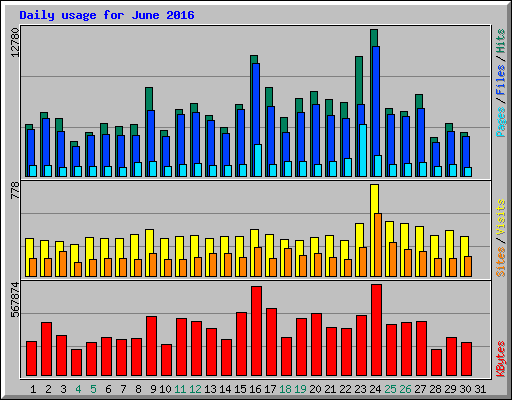 Daily usage for June 2016
12780
Pages / Files / Hits
778
Sites / Visits
567874
KBytes
1 2 3 4 5 6 7 8 9 10 11 12 13 14 15 16 17 18 19 20 21 22 23 24 25 26 27 28 29 30 31